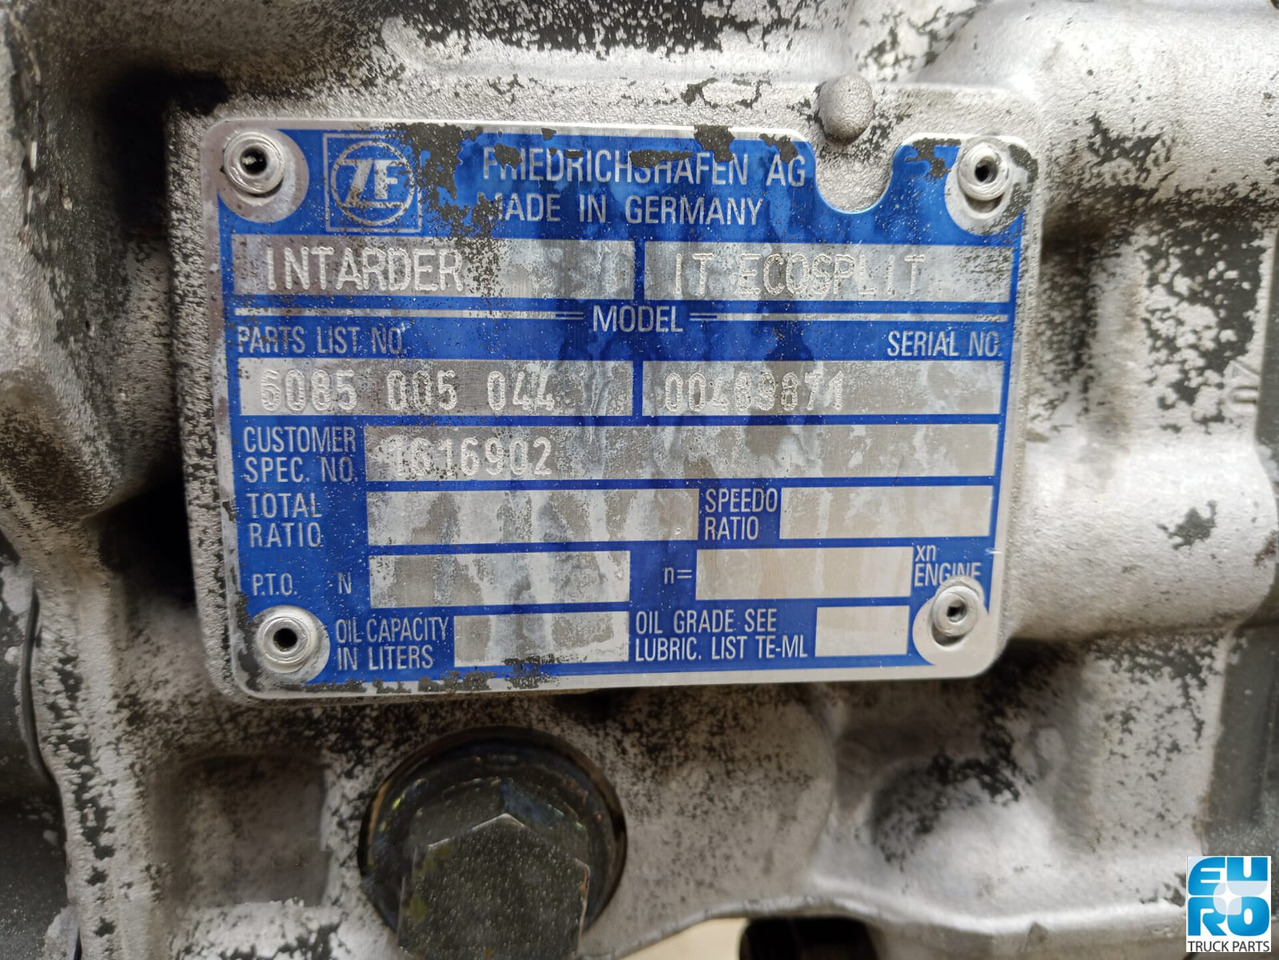 ZF FRIEDRICHSHAFEN AG
MADE IN GERMANY
INTARDER IT ECOSPLIT
MODEL
PARTS LIST NO. SERIAL NO.
6085 005 044 00469871
CUSTOMER SPEC. NO. 1616902
TOTAL RATIO SPEEDO RATIO
P.T.O. N n= xn ENGINE
OIL CAPACITY IN LITERS OIL GRADE SEE LUBRIC. LIST TE-ML
EURO
TRUCK PARTS